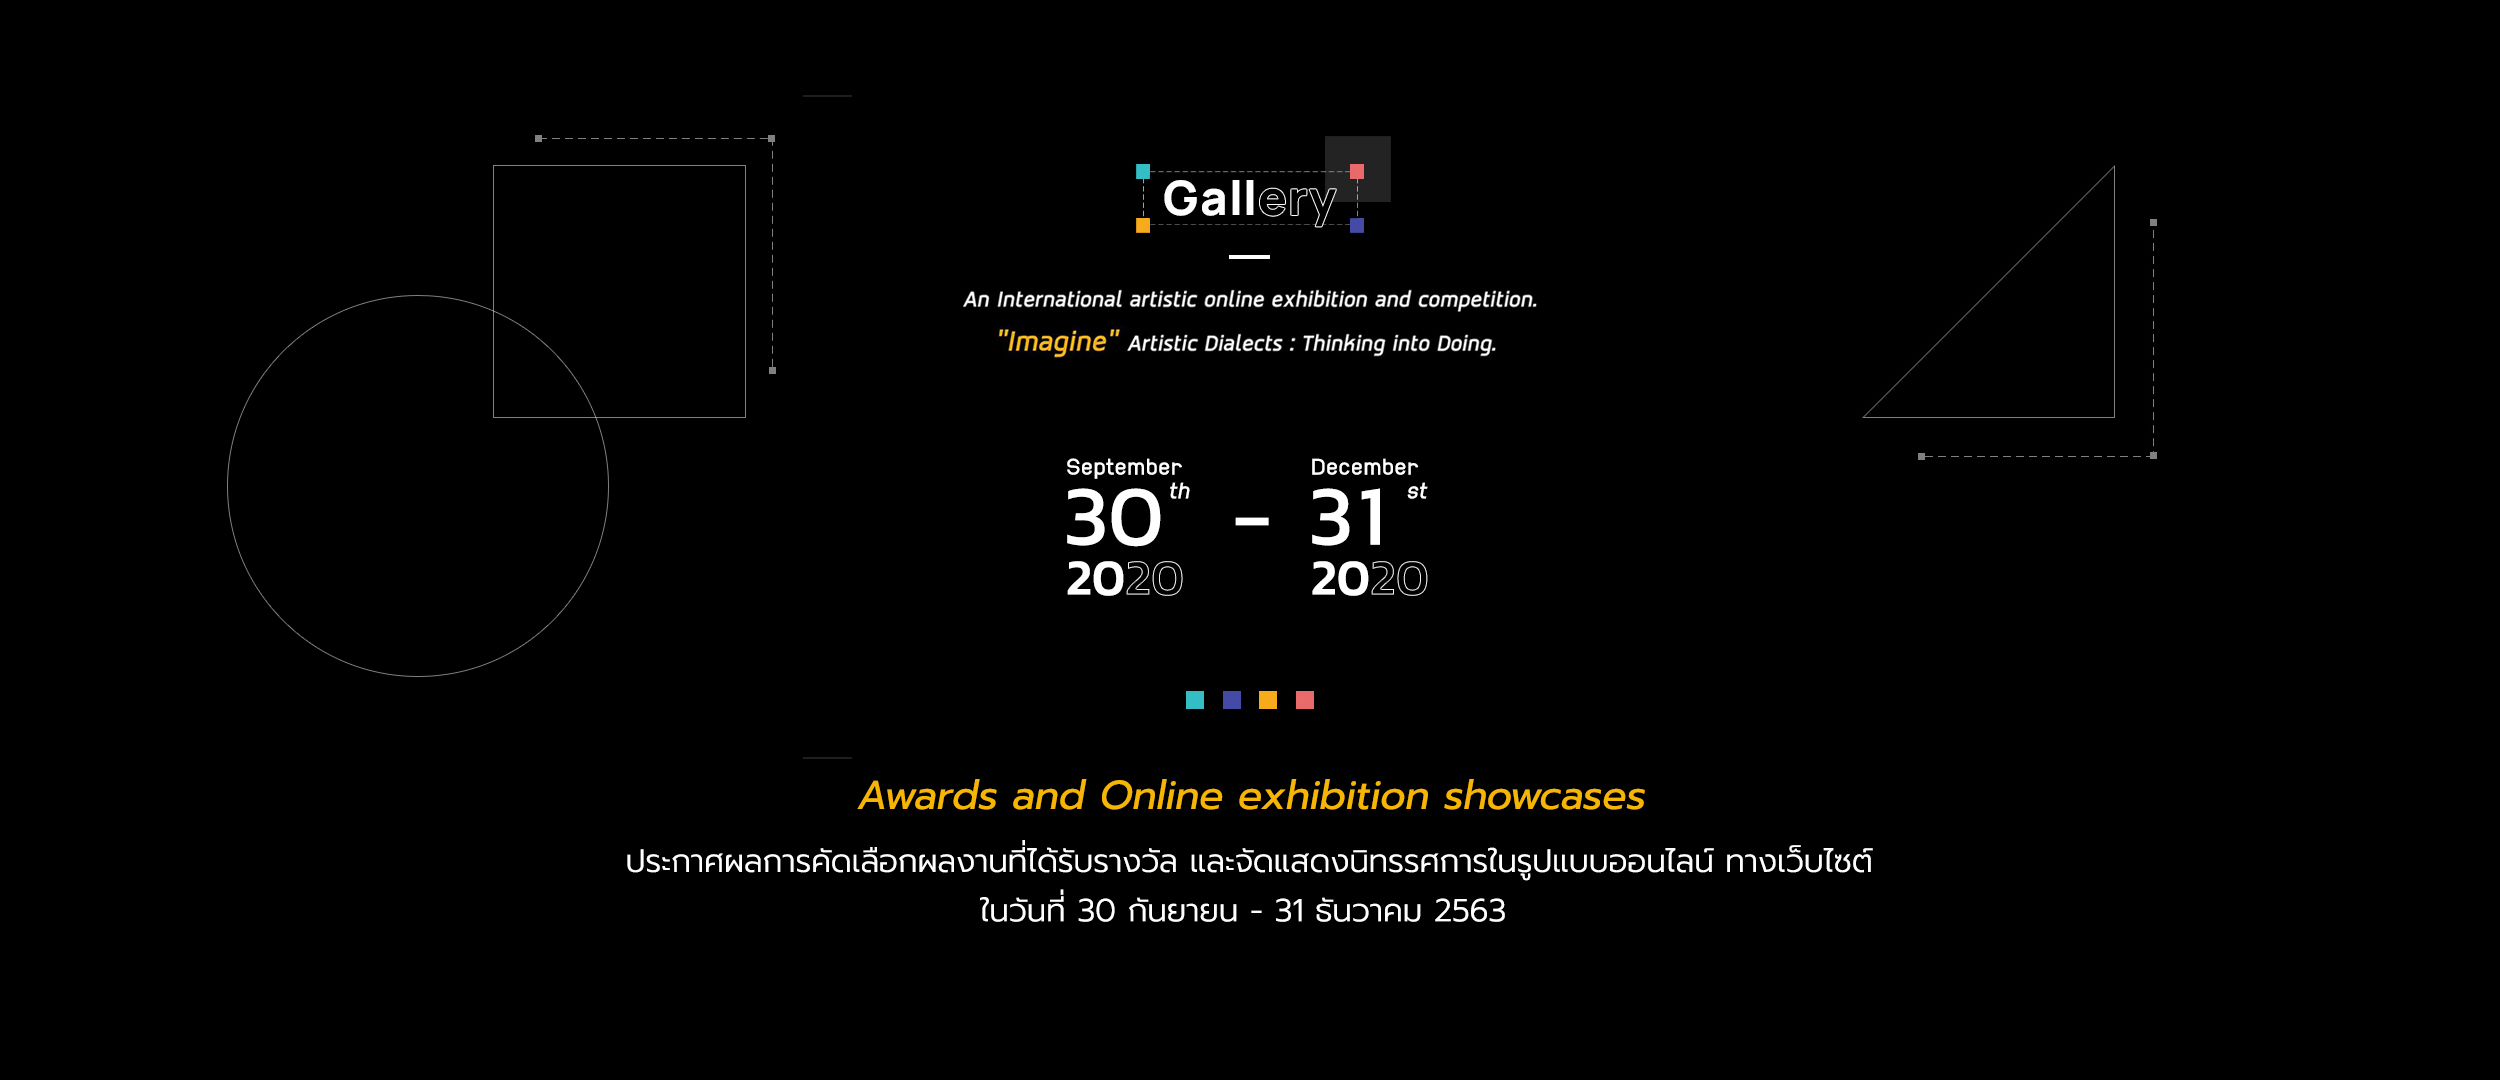 Gallery
An International artistic online exhibition and competition.
"Imagine" Artistic Dialects : Thinking into Doing.
September December
30th - 31st
2020 2020
Awards and Online exhibition showcases
ประกาศผลการคัดเลือกผลงานที่ได้รับรางวัล และจัดแสดงนิทรรศการในรูปแบบออนไลน์ ทางเว็บไซต์
ในวันที่ 30 กันยายน - 31 ธันวาคม 2563